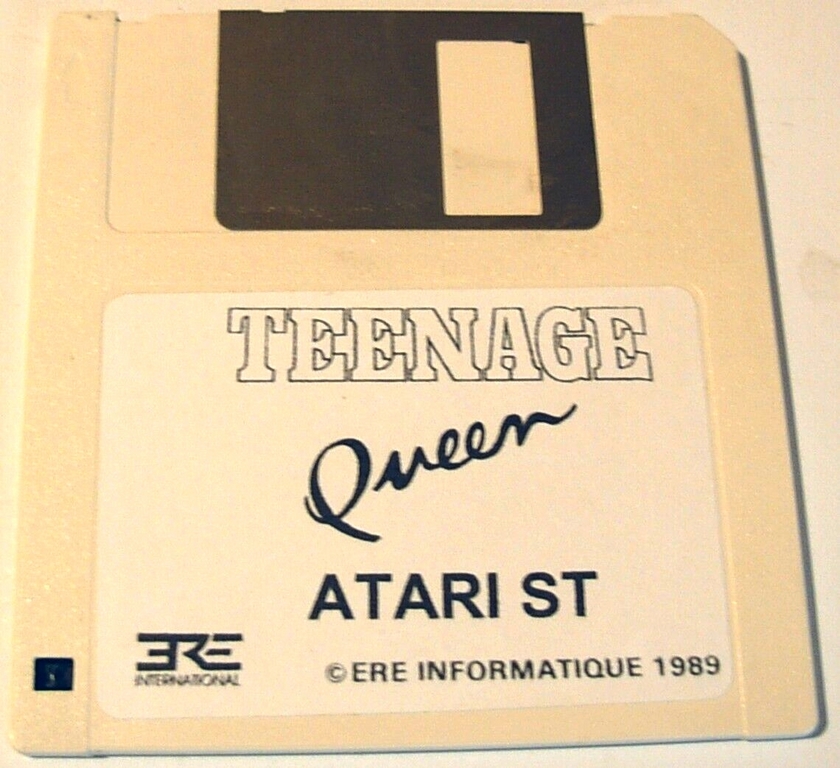 TEENAGE
Queen
ATARI ST
ERE
INTERNATIONAL
©ERE INFORMATIQUE 1989